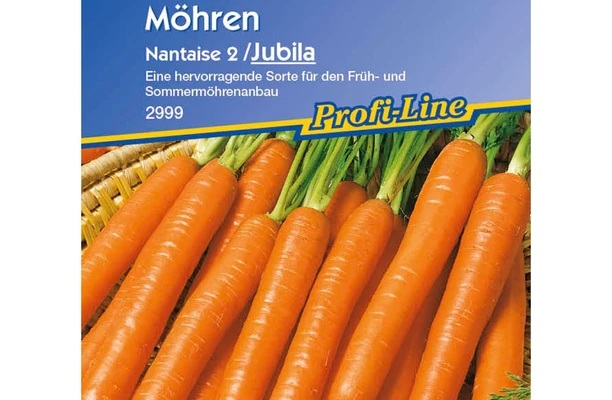 Möhren
Nantaise 2 /Jubila
Eine hervorragende Sorte für den Früh- und
Sommermöhrenanbau
2999
Profi-Line